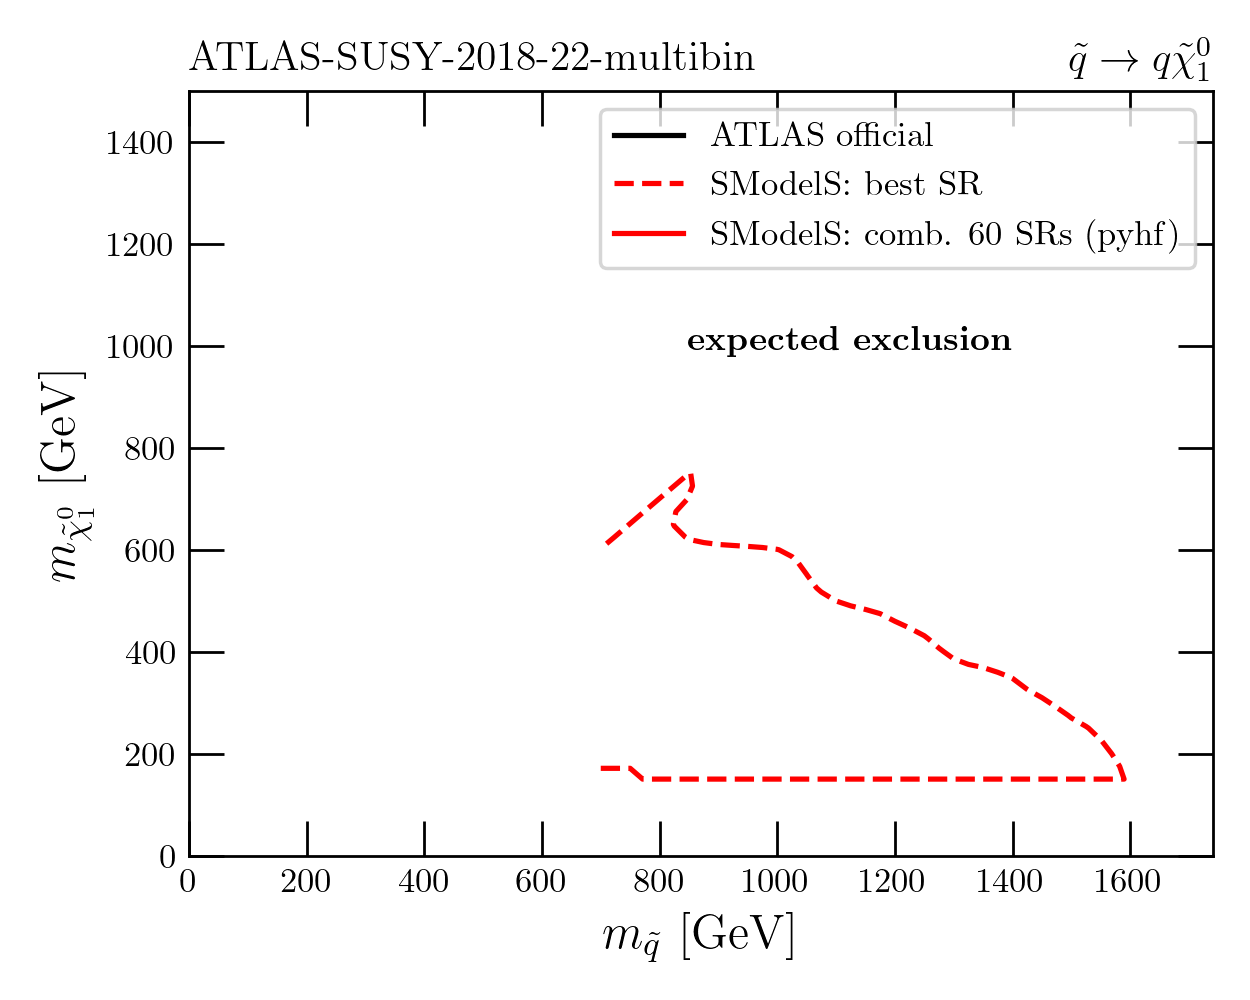 ATLAS-SUSY-2018-22-multibin
q̃ → qχ̃⁰₁
ATLAS official
SModelS: best SR
SModelS: comb. 60 SRs (pyhf)
expected exclusion
1400
1200
1000
800
600
400
200
0
m_χ̃⁰₁ [GeV]
0 200 400 600 800 1000 1200 1400 1600
m_q̃ [GeV]